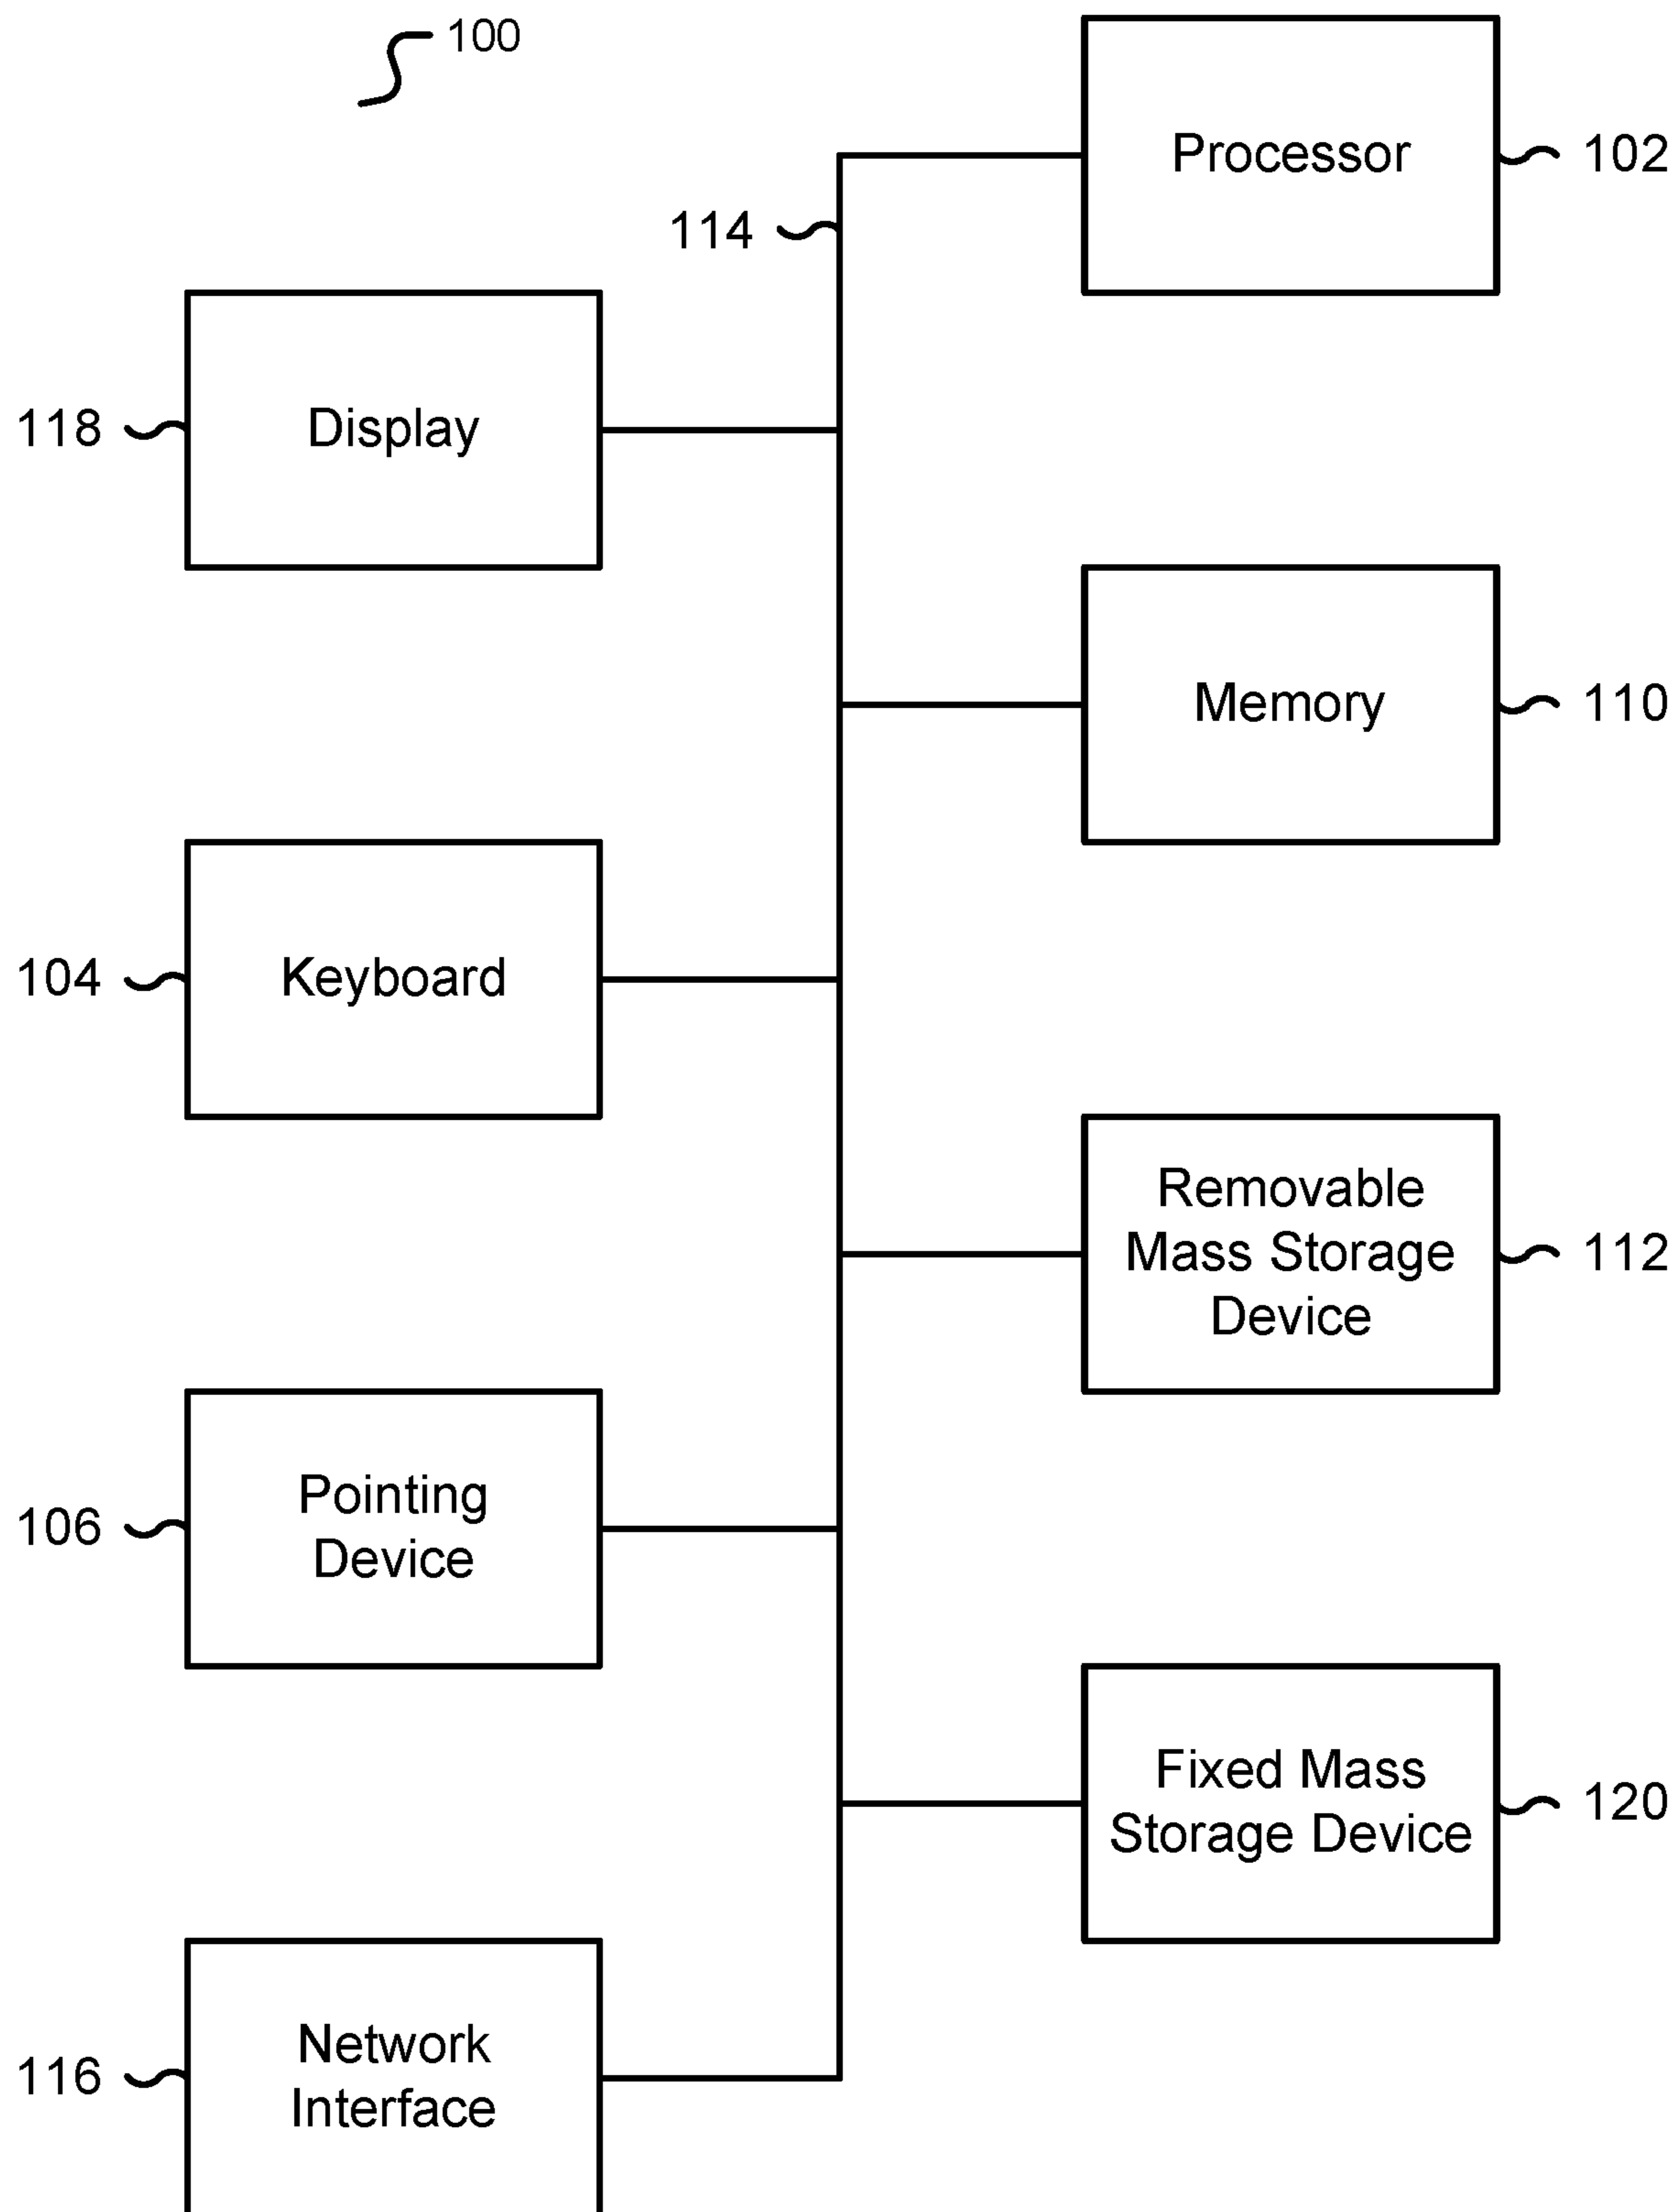 100
Processor
102
114
118
Display
Memory
110
104
Keyboard
Removable
Mass Storage
Device
112
106
Pointing
Device
Fixed Mass
Storage Device
120
116
Network
Interface